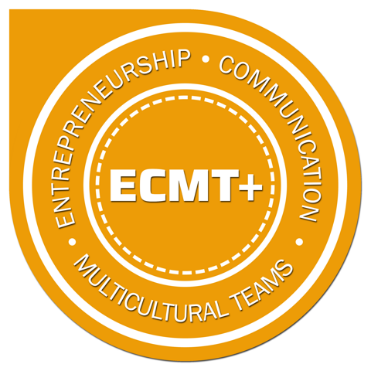 ENTREPRENEURSHIP • COMMUNICATION
• MULTICULTURAL TEAMS •
ECMT+